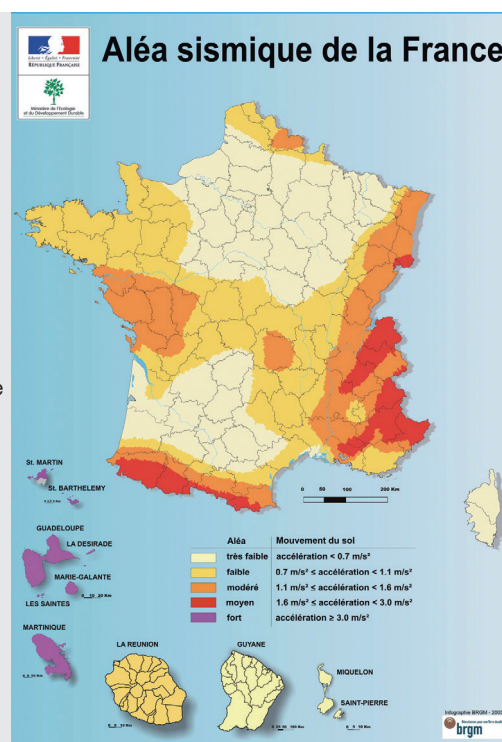 Aléa sismique de la France
Liberté • Égalité • Fraternité
RÉPUBLIQUE FRANÇAISE
Ministère de l'Ecologie
et du Développement Durable
e
0 50 100 200 Km
St. MARTIN
St. BARTHELEMY
GUADELOUPE
LA DESIRADE
MARIE-GALANTE
LES SAINTES
MARTINIQUE
Aléa Mouvement du sol
très faible accélération < 0.7 m/s²
faible 0.7 m/s² ≤ accélération < 1.1 m/s²
modéré 1.1 m/s² ≤ accélération < 1.6 m/s²
moyen 1.6 m/s² ≤ accélération < 3.0 m/s²
fort accélération ≥ 3.0 m/s²
LA REUNION
GUYANE
MIQUELON
SAINT-PIERRE
Infographie BRGM - 2005
brgm